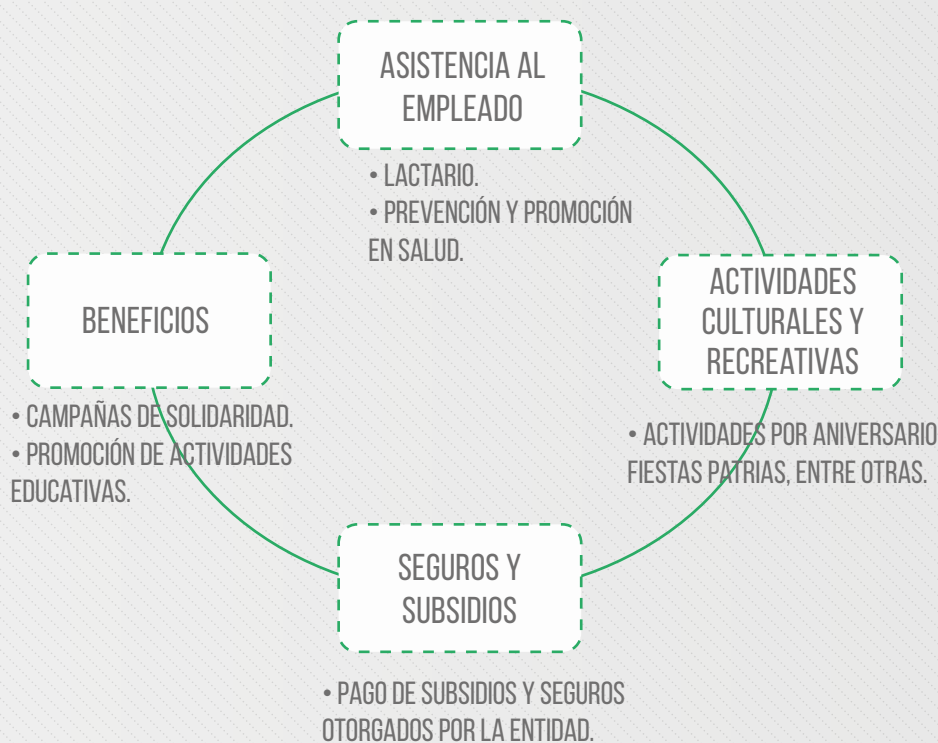 ASISTENCIA AL
EMPLEADO
• LACTARIO.
• PREVENCIÓN Y PROMOCIÓN
EN SALUD.
BENEFICIOS
• CAMPAÑAS DE SOLIDARIDAD.
• PROMOCIÓN DE ACTIVIDADES
EDUCATIVAS.
ACTIVIDADES
CULTURALES Y
RECREATIVAS
• ACTIVIDADES POR ANIVERSARIO
FIESTAS PATRIAS, ENTRE OTRAS.
SEGUROS Y
SUBSIDIOS
• PAGO DE SUBSIDIOS Y SEGUROS
OTORGADOS POR LA ENTIDAD.